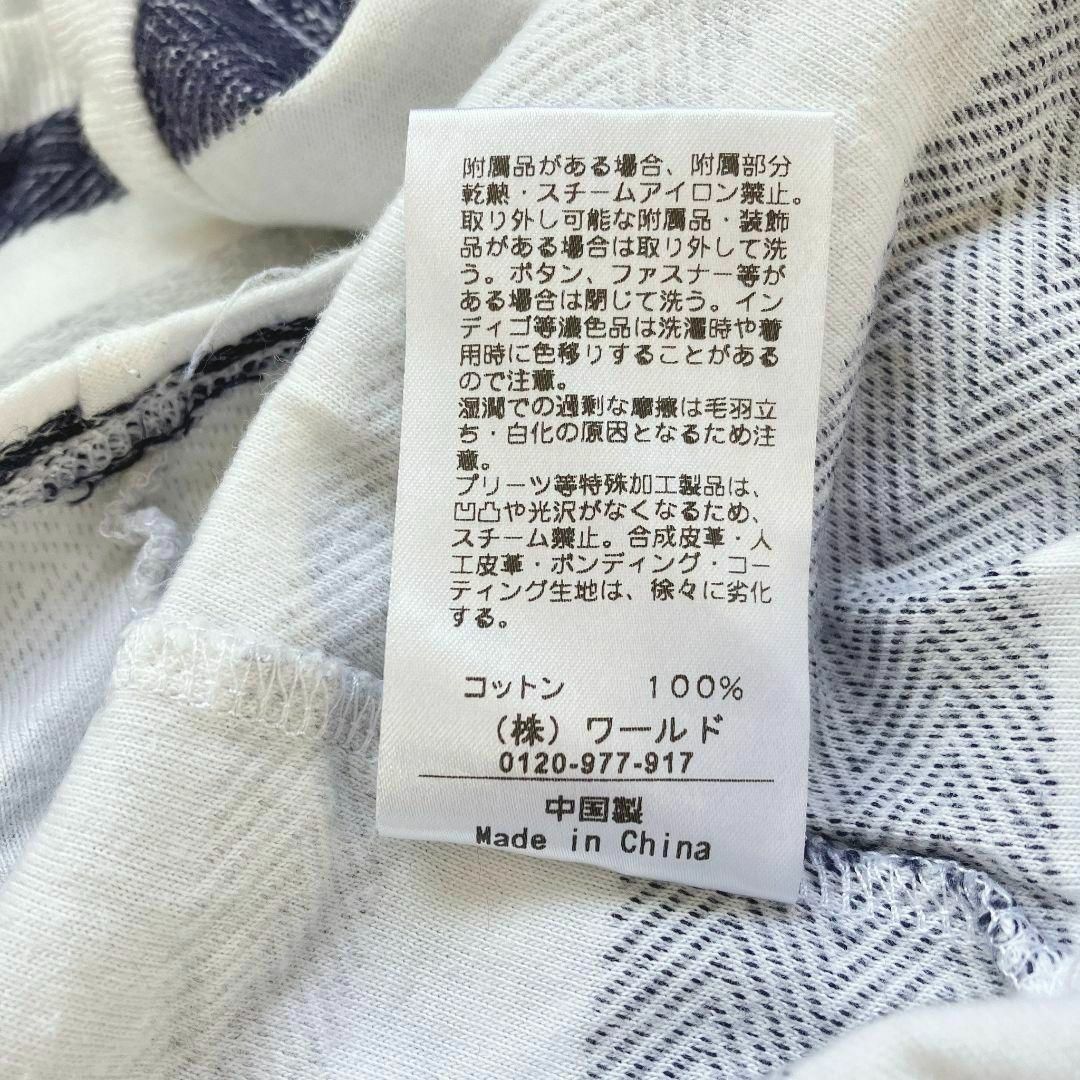 附属品がある場合、附属部分
乾熱・スチームアイロン禁止。
取り外し可能な附属品・装飾
品がある場合は取り外して洗
う。ボタン、ファスナー等が
ある場合は閉じて洗う。イン
ディゴ等濃色品は洗濯時や着
用時に色移りすることがある
ので注意。
湿潤での過剰な摩擦は毛羽立
ち・白化の原因となるため注
意。
プリーツ等特殊加工製品は、
凹凸や光沢がなくなるため、
スチーム禁止。合成皮革・人
工皮革・ボンディング・コー
ティング生地は、徐々に劣化
する。
コットン 100%
(株)ワールド
0120-977-917
中国製
Made in China